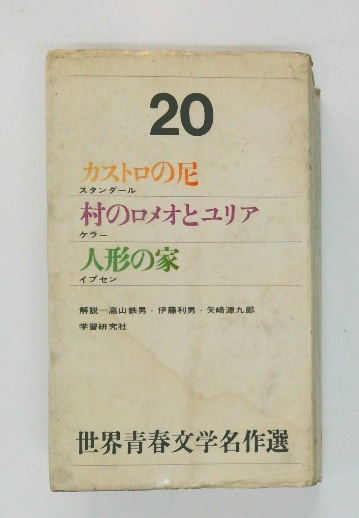 20
カストロの尼
スタンダール
村のロメオとユリア
ケラー
人形の家
イプセン
解説—高山鉄男・伊藤利男・矢崎源九郎
学習研究社
世界青春文学名作選